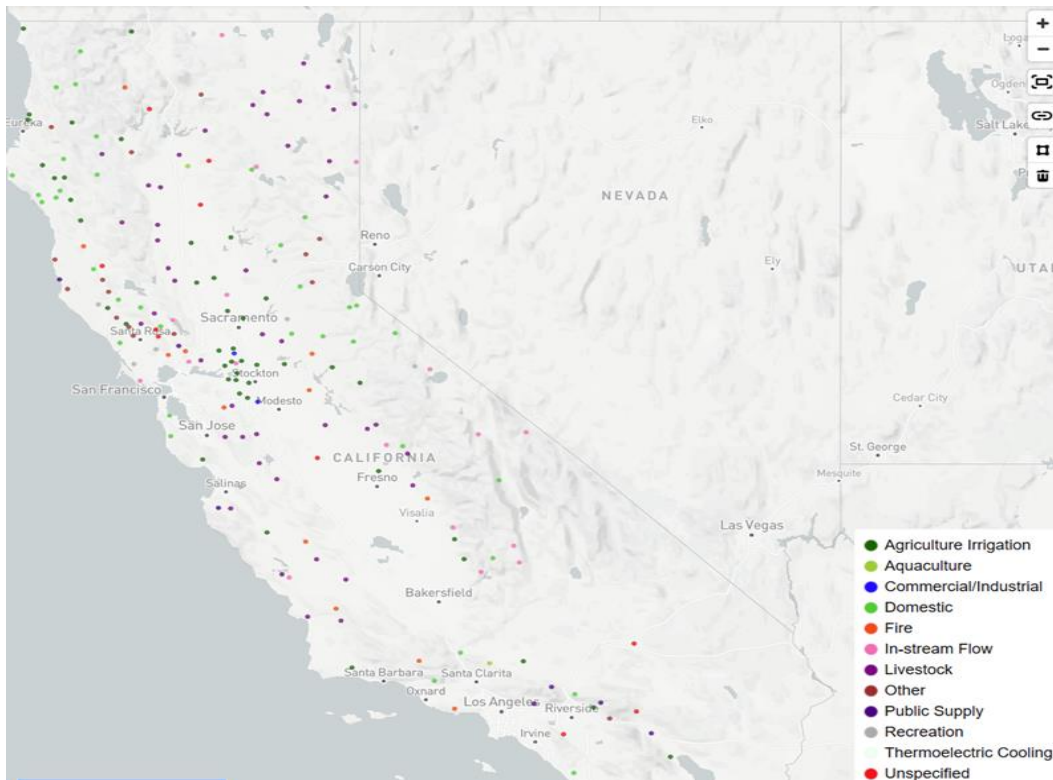 +
−
Loga
Ogden
Salt Lake
Elko
Eureka
NEVADA
Reno
Carson City
Ely
UTA
Sacramento
Santa Rosa
Stockton
San Francisco
Modesto
San Jose
Cedar City
St. George
CALIFORNIA
Fresno
Mesquite
Salinas
Visalia
Las Vegas
Bakersfield
Santa Barbara
Santa Clarita
Oxnard
Los Angeles
Riverside
Irvine
Agriculture Irrigation
Aquaculture
Commercial/Industrial
Domestic
Fire
In-stream Flow
Livestock
Other
Public Supply
Recreation
Thermoelectric Cooling
Unspecified